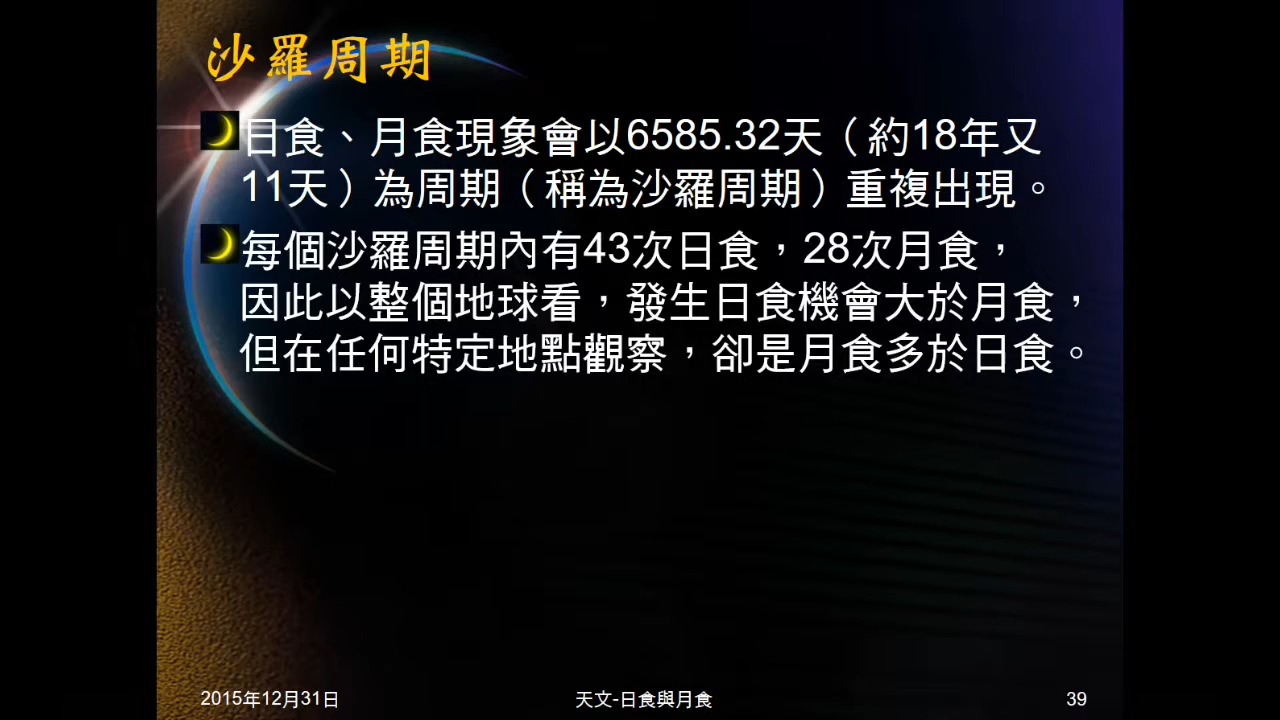 沙羅周期
日食、月食現象會以6585.32天（約18年又
11天）為周期（稱為沙羅周期）重複出現。
每個沙羅周期內有43次日食，28次月食，
因此以整個地球看，發生日食機會大於月食，
但在任何特定地點觀察，卻是月食多於日食。
2015年12月31日
天文-日食與月食
39